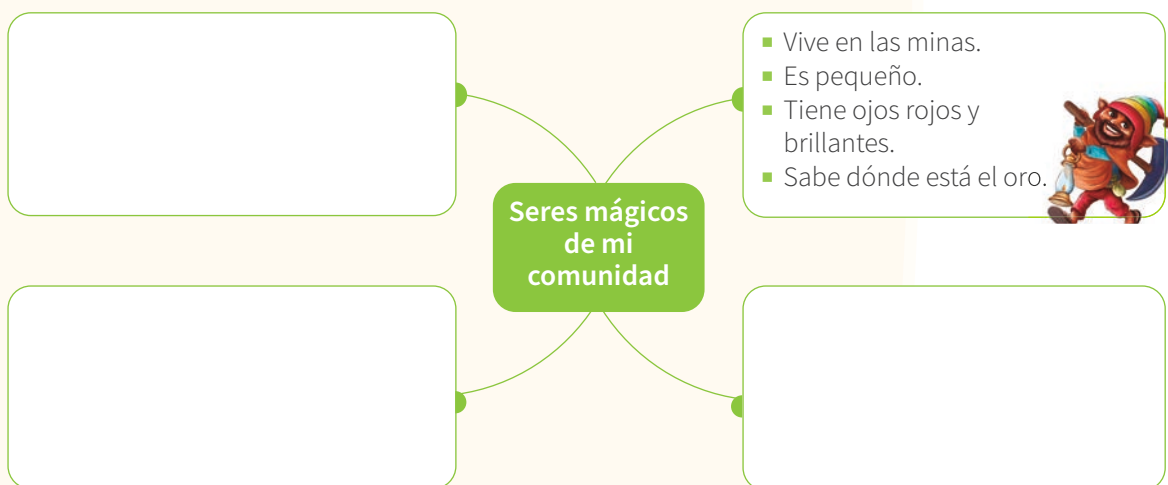 ■ Vive en las minas.
■ Es pequeño.
■ Tiene ojos rojos y
brillantes.
■ Sabe dónde está el oro.
Seres mágicos
de mi
comunidad